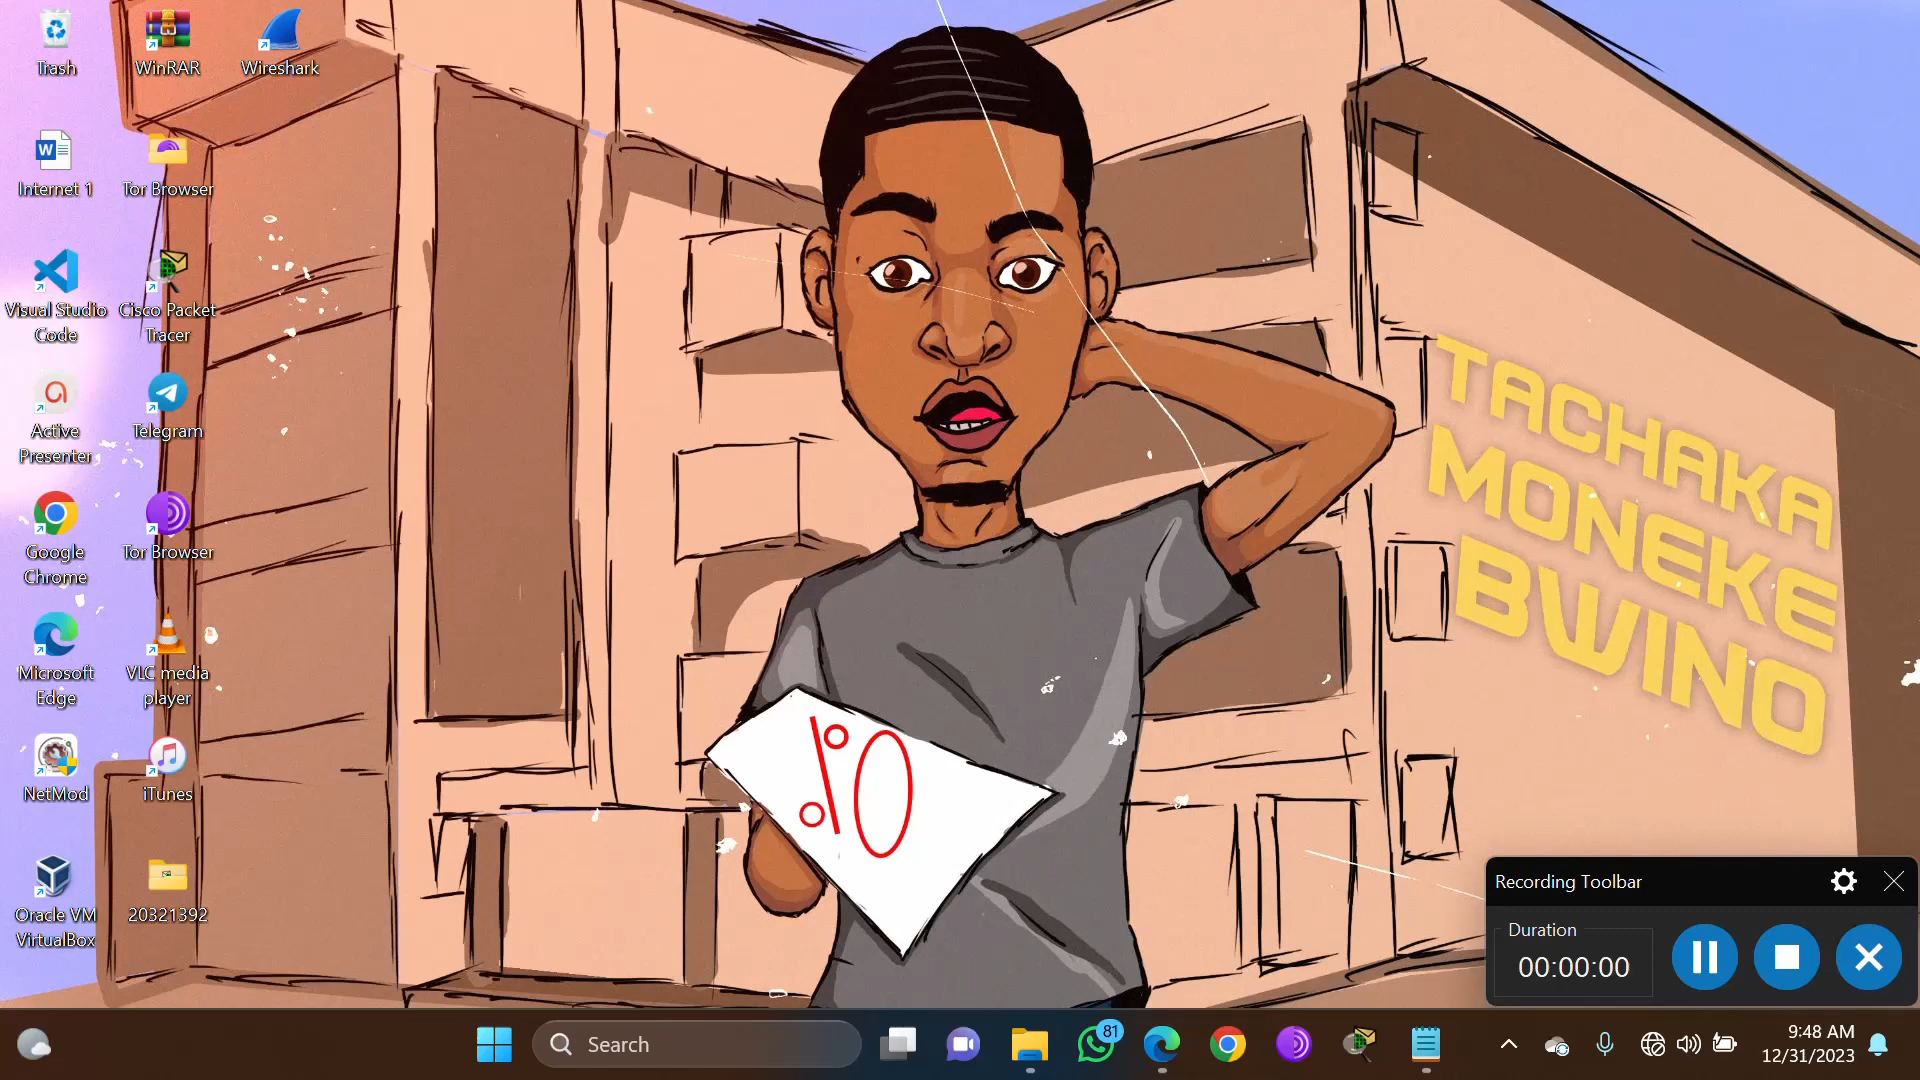 Trash
WinRAR
Wireshark
Internet 1
Tor Browser
Visual Studio
Code
Cisco Packet
Tracer
Active
Presenter
Telegram
Google
Chrome
Tor Browser
Microsoft
Edge
VLC media
player
NetMod
iTunes
Oracle VM
VirtualBox
20321392
TACHAKA
MONEKE
BWINO
%0
Recording Toolbar
Duration
00:00:00
Search
81
9:48 AM
12/31/2023